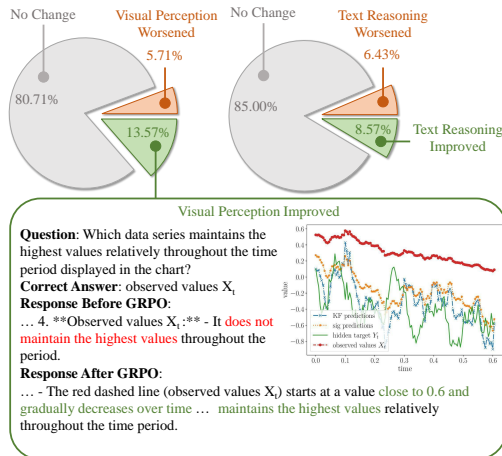 No Change
Visual Perception
Worsened
5.71%
80.71%
13.57%
No Change
Text Reasoning
Worsened
6.43%
85.00%
8.57%
Text Reasoning
Improved
Visual Perception Improved
Question: Which data series maintains the
highest values relatively throughout the time
period displayed in the chart?
Correct Answer: observed values X_t
Response Before GRPO:
… 4. **Observed values X_t :** - It does not
maintain the highest values throughout the
period.
Response After GRPO:
… - The red dashed line (observed values X_t) starts at a value close to 0.6 and
gradually decreases over time … maintains the highest values relatively
throughout the time period.
0.6
0.4
0.2
0.0
−0.2
−0.4
−0.6
−0.8
value
KF predictions
sig predictions
hidden target Y_t
observed values X_t
0.0 0.1 0.2 0.3 0.4 0.5 0.6
time